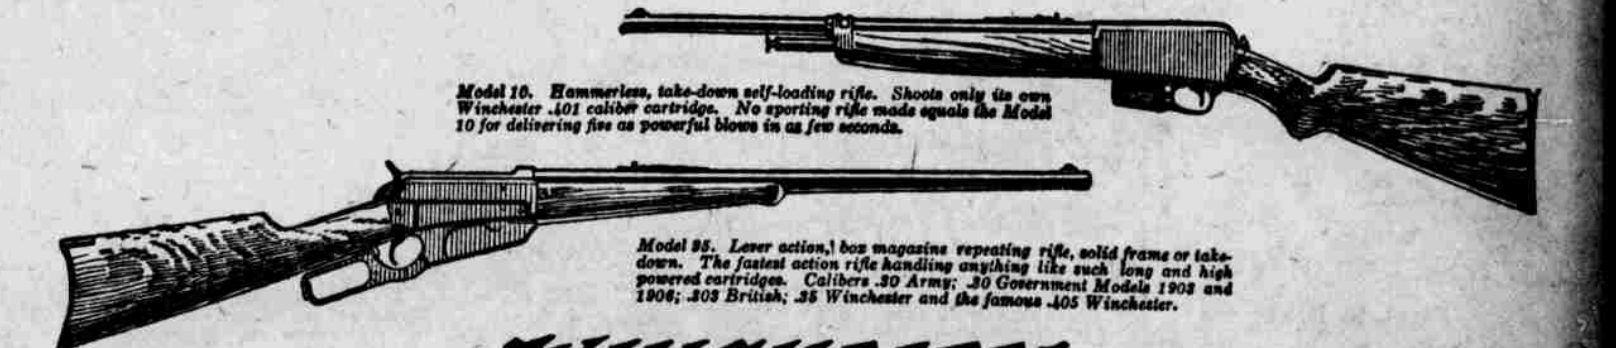 Model 10. Hammerless, take-down self-loading rifle. Shoots only its own
Winchester .401 caliber cartridge. No sporting rifle made equals the Model
10 for delivering five as powerful blows in as few seconds.
Model 95. Lever action, box magazine repeating rifle, solid frame or take-
down. The fastest action rifle handling anything like such long and high
powered cartridges. Calibers .30 Army; .30 Government Models 1903 and
1906; .303 British; .35 Winchester and the famous .405 Winchester.